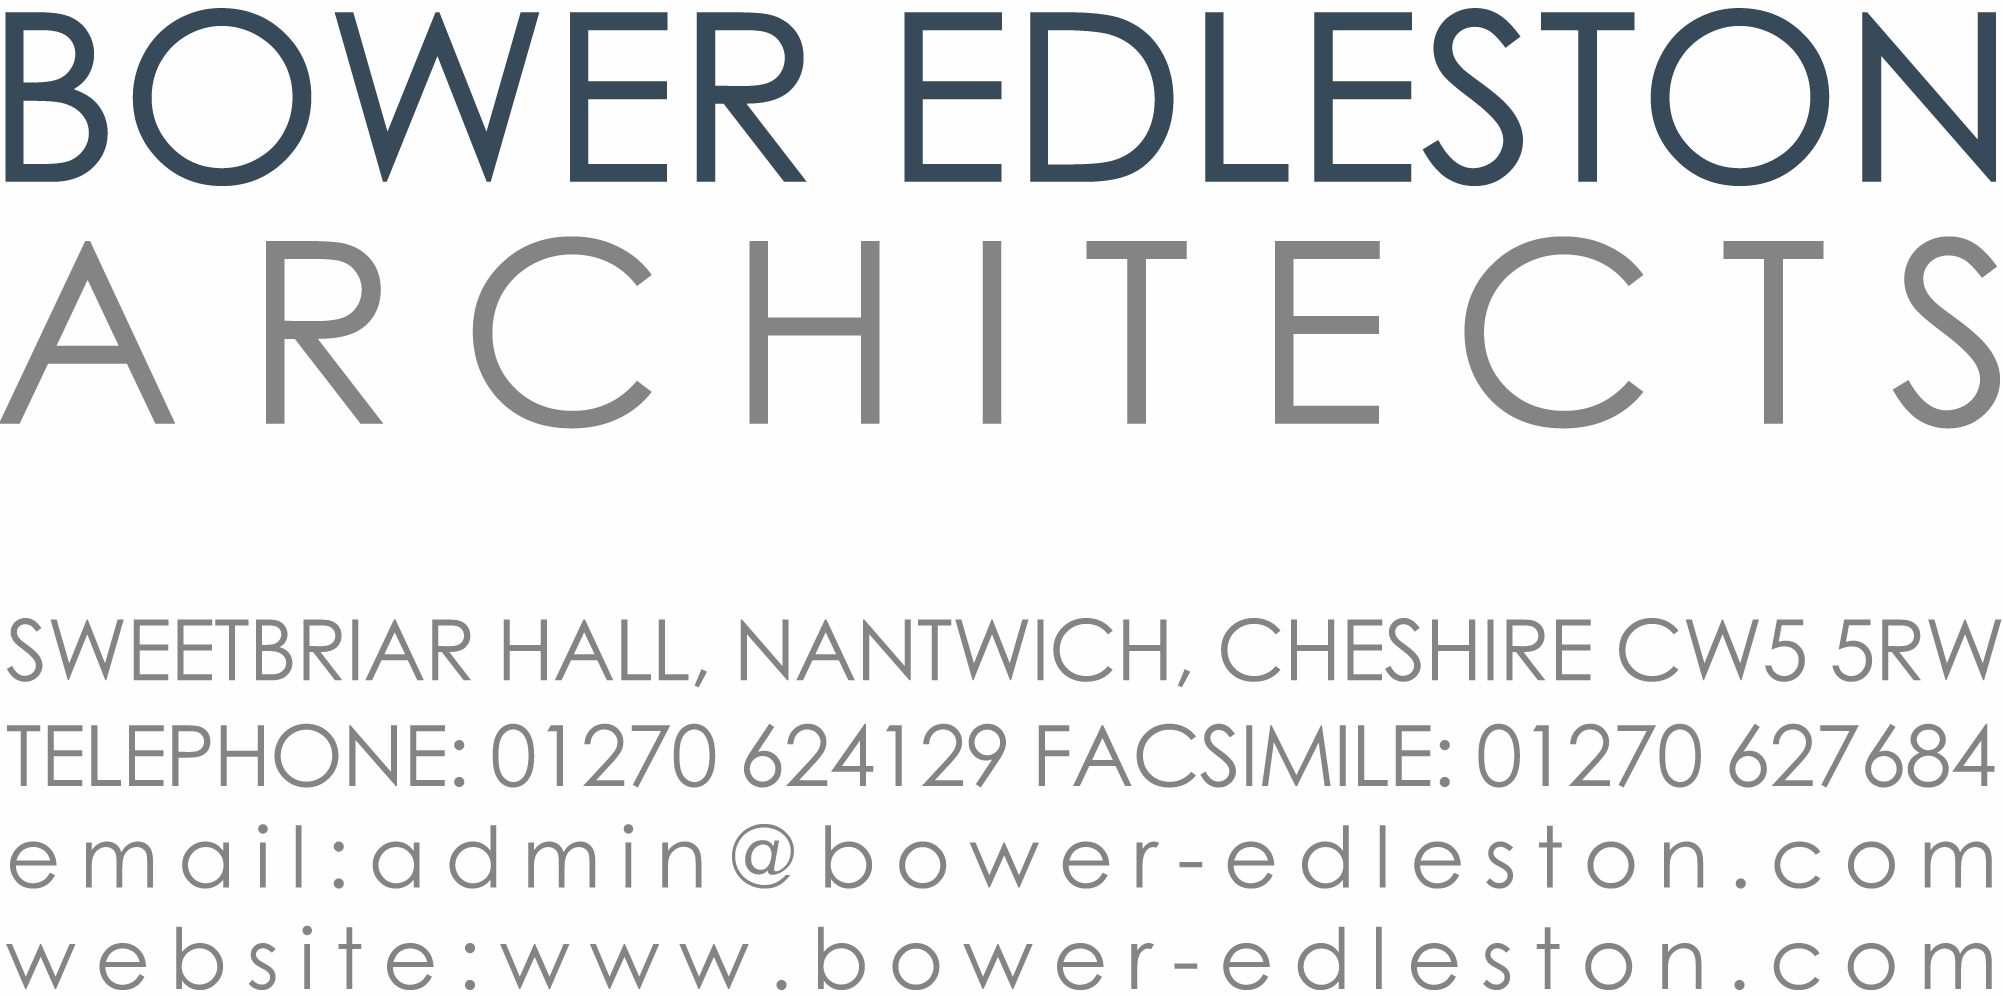 BOWER EDLESTON
ARCHITECTS
SWEETBRIAR HALL, NANTWICH, CHESHIRE CW5 5RW
TELEPHONE: 01270 624129 FACSIMILE: 01270 627684
email:admin@bower-edleston.com
website:www.bower-edleston.com